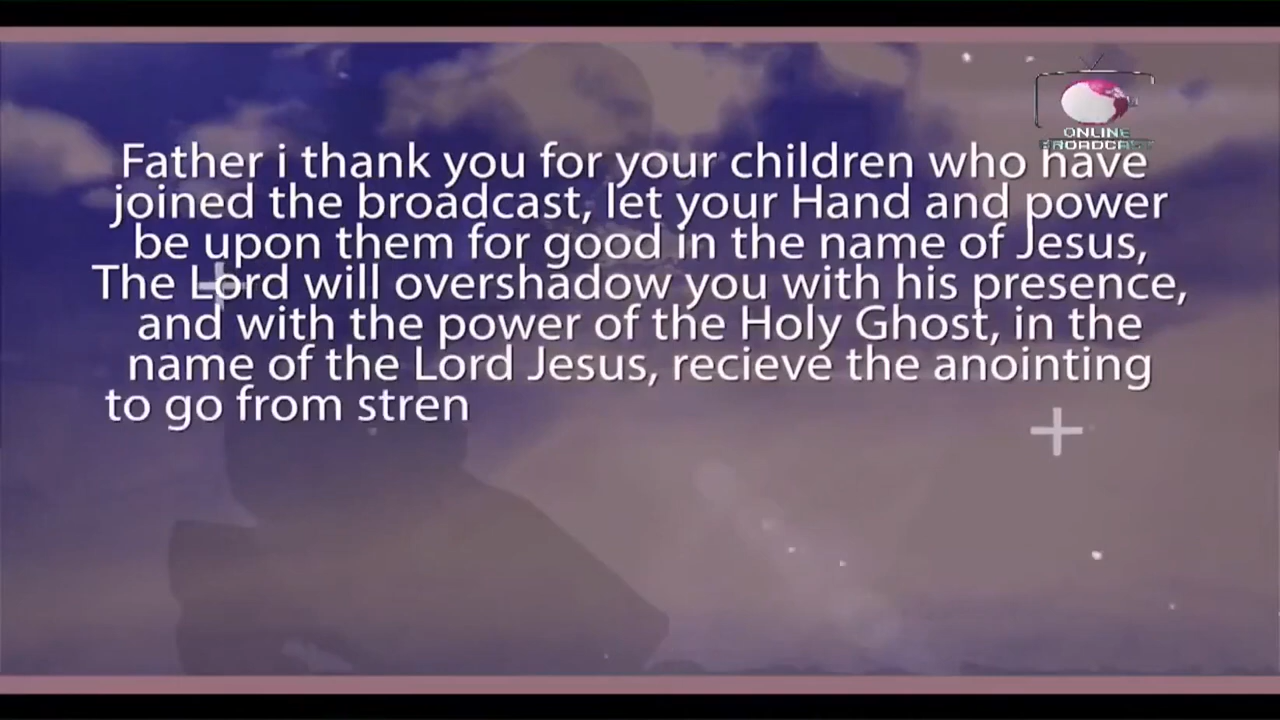 ONLINE
BROADCAST
Father i thank you for your children who have
joined the broadcast, let your Hand and power
be upon them for good in the name of Jesus,
The Lord will overshadow you with his presence,
and with the power of the Holy Ghost, in the
name of the Lord Jesus, recieve the anointing
to go from stren